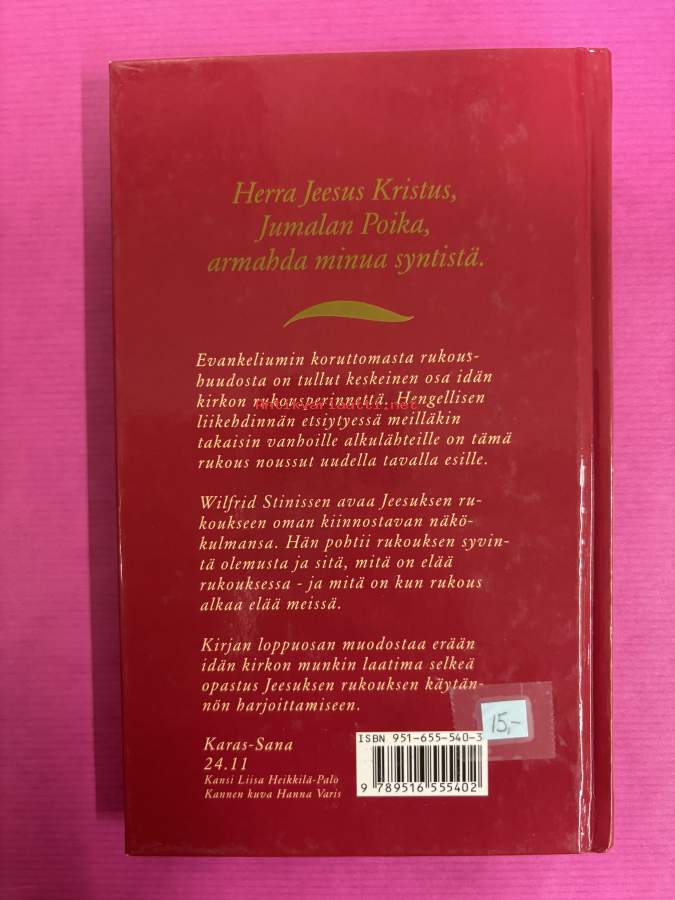 Herra Jeesus Kristus,
Jumalan Poika,
armahda minua syntistä.
Evankeliumin koruttomasta rukous-
huudosta on tullut keskeinen osa idän
kirkon rukousperinnettä. Hengellisen
Antikvariaatti.net
liikehdinnän etsiytyessä meilläkin
takaisin vanhoille alkulähteille on tämä
rukous noussut uudella tavalla esille.
Wilfrid Stinissen avaa Jeesuksen ru-
koukseen oman kiinnostavan näkö-
kulmansa. Hän pohtii rukouksen syvin-
tä olemusta ja sitä, mitä on elää
rukouksessa - ja mitä on kun rukous
alkaa elää meissä.
Kirjan loppuosan muodostaa erään
idän kirkon munkin laatima selkeä
opastus Jeesuksen rukouksen käytän-
nön harjoittamiseen.
15,-
ISBN 951-655-540-3
Karas-Sana
24.11
Kansi Liisa Heikkilä-Palo
Kannen kuva Hanna Varis
9 789516 555402